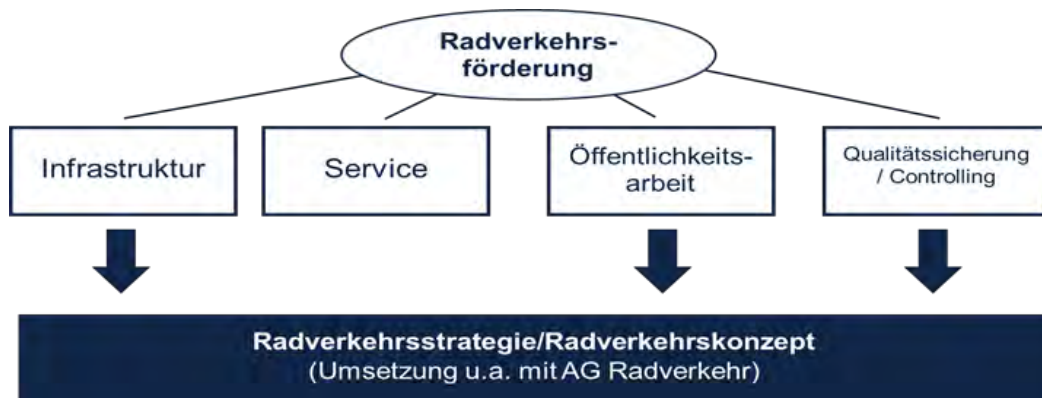 Radverkehrs-
förderung
Infrastruktur
Service
Öffentlichkeits-
arbeit
Qualitätssicherung
/ Controlling
Radverkehrsstrategie/Radverkehrskonzept
(Umsetzung u.a. mit AG Radverkehr)